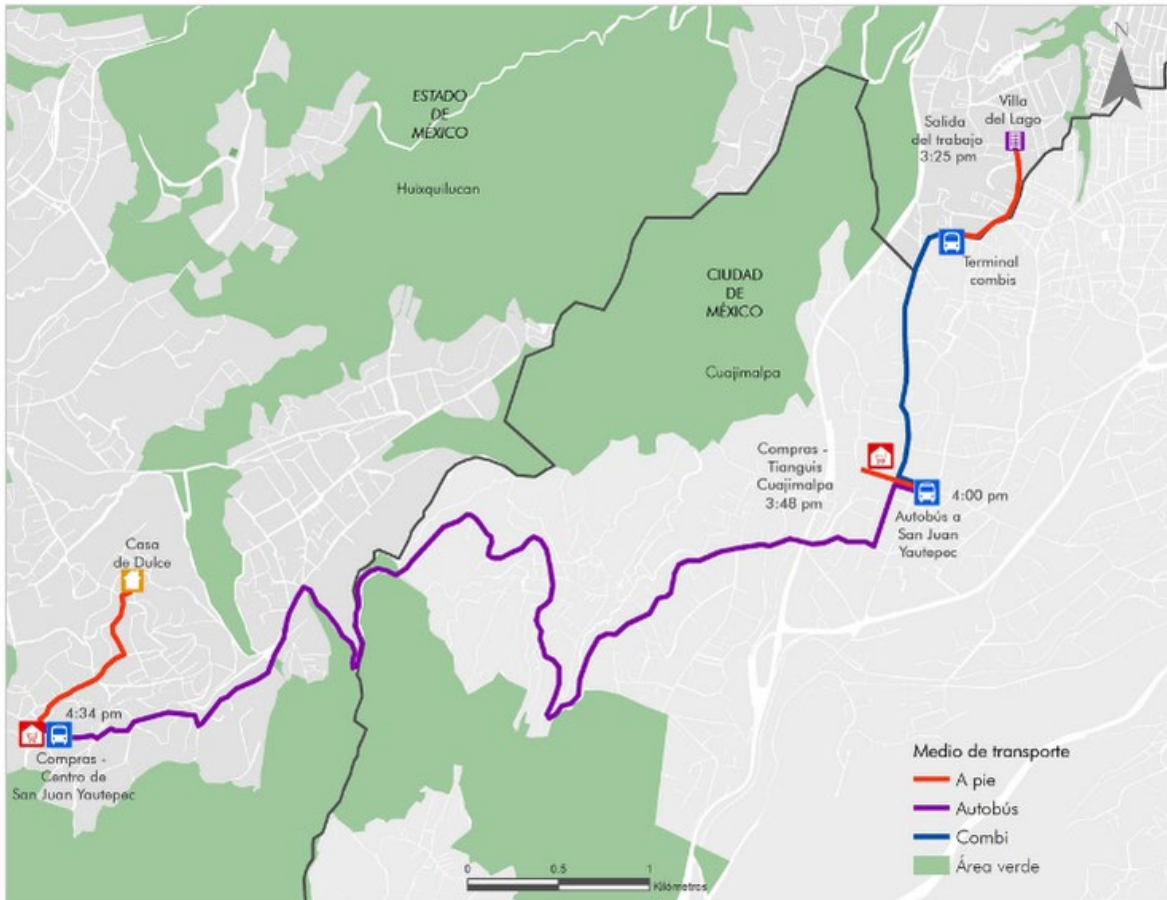 N
ESTADO
DE
MÉXICO
Huixquilucan
Villa
del Lago
Salida
del trabajo
3:25 pm
Terminal
combis
CIUDAD
DE
MÉXICO
Cuajimalpa
Compras -
Tianguis
Cuajimalpa
3:48 pm
4:00 pm
Autobús a
San Juan
Yautepec
Casa
de Dulce
4:34 pm
Compras -
Centro de
San Juan Yautepec
Medio de transporte
A pie
Autobús
Combi
Área verde
0 0.5 1
Kilómetros